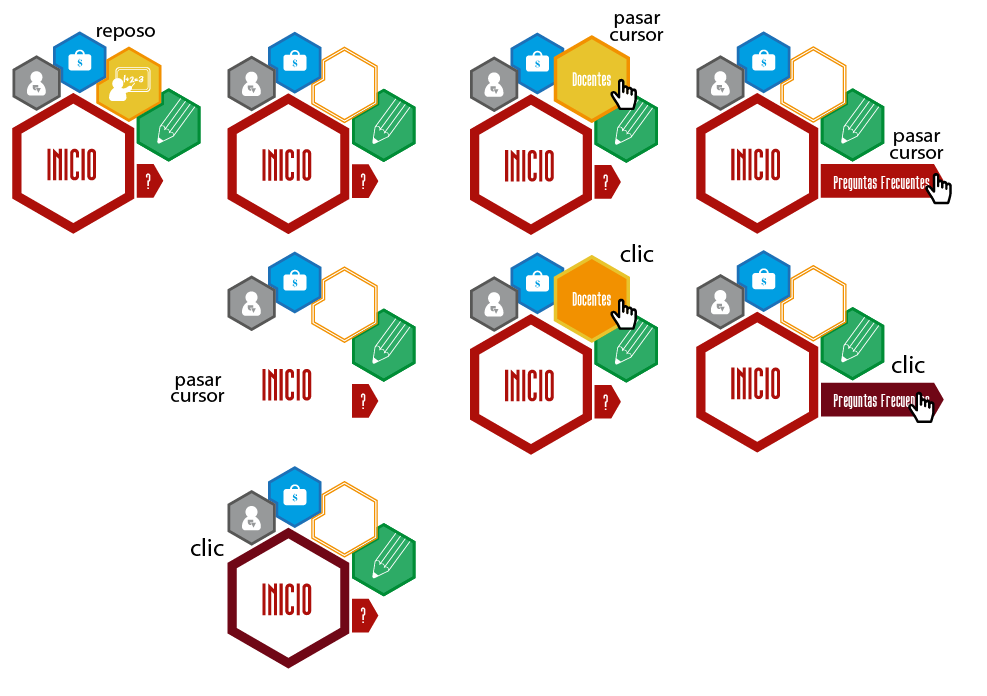 reposo
1+2=3
$
INICIO
?
$
INICIO
?
pasar
cursor
$
Docentes
INICIO
?
$
pasar
cursor
INICIO
Preguntas Frecuentes
$
pasar
cursor
INICIO
?
clic
$
Docentes
INICIO
?
$
clic
INICIO
Preguntas Frecuentes
$
clic
INICIO
?